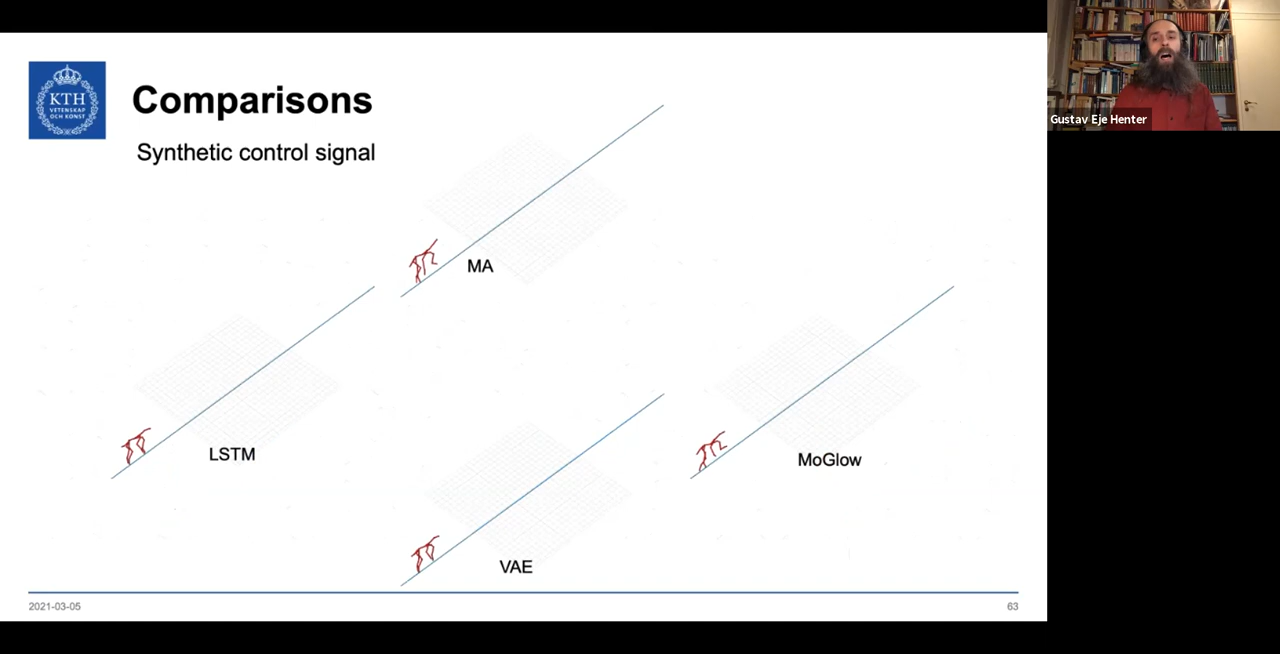 KTH
VETENSKAP
OCH KONST
Comparisons
Synthetic control signal
MA
LSTM
MoGlow
VAE
2021-03-05
63
Gustav Eje Henter